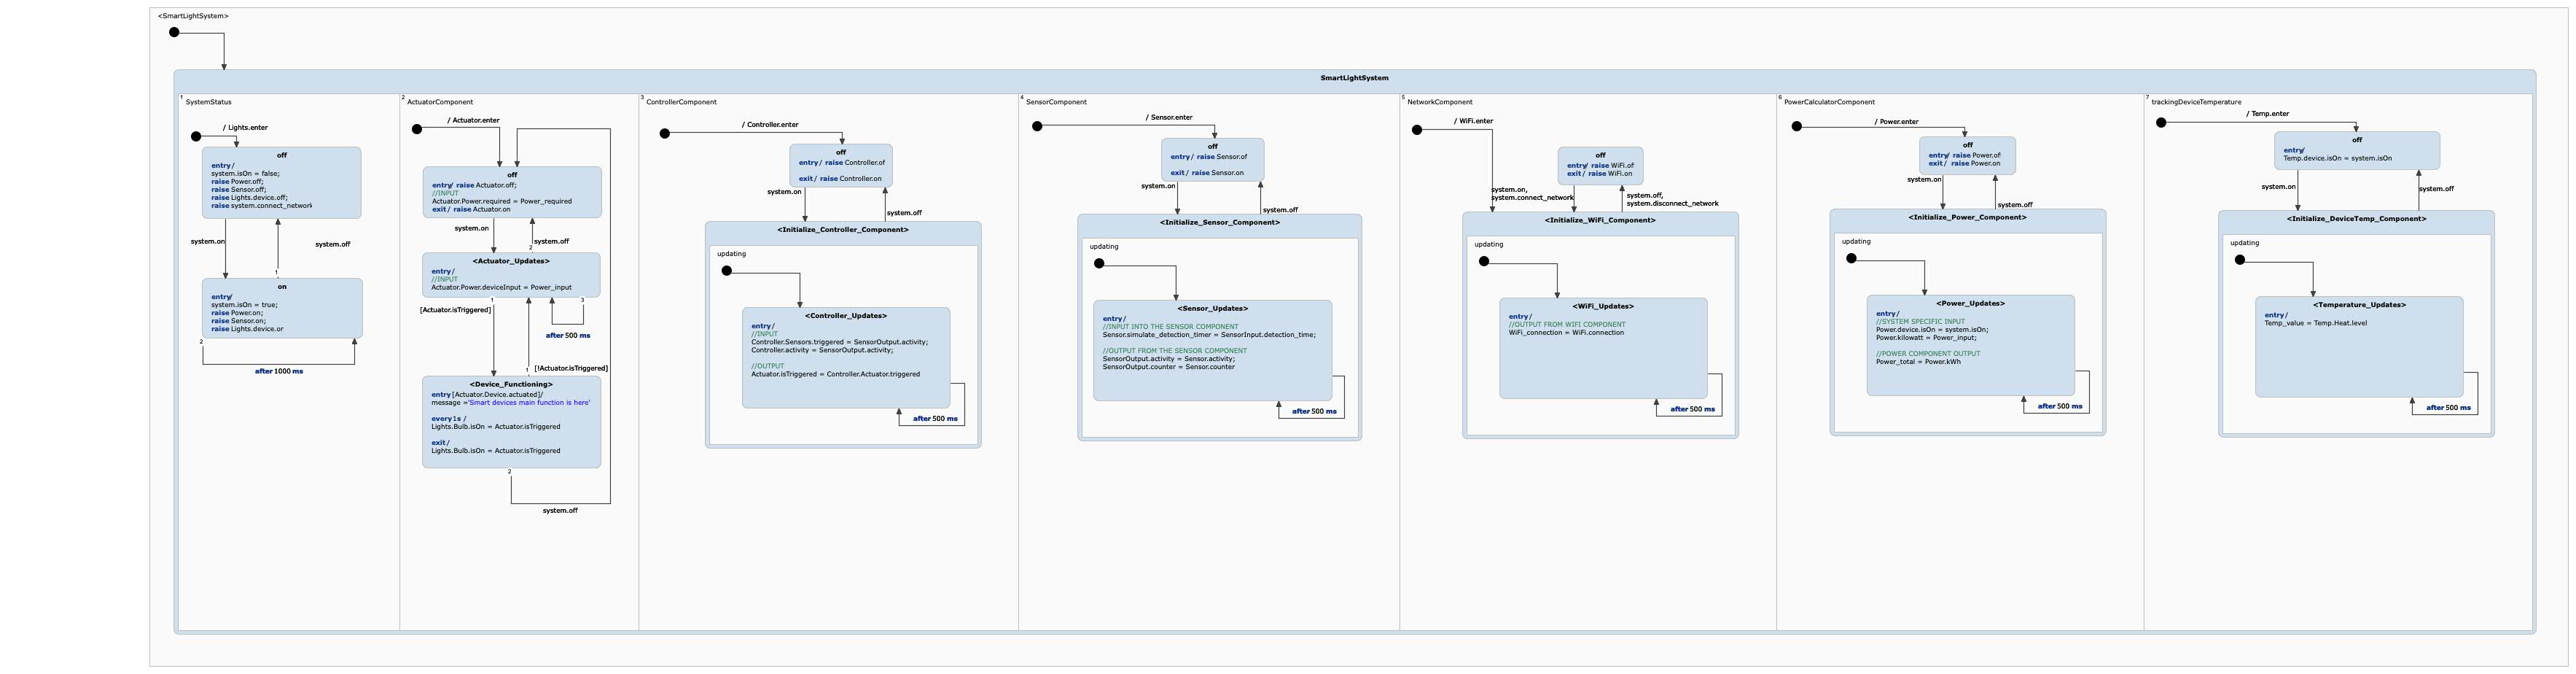 <SmartLightSystem>
SmartLightSystem
1
SystemStatus
/ Lights.enter
off
entry/
system.isOn = false;
raise Power.off;
raise Sensor.off;
raise Lights.device.off;
raise system.connect_network
system.on
system.off
1
on
entry/
system.isOn = true;
raise Power.on;
raise Sensor.on;
raise Lights.device.or
2
after 1000 ms
2
ActuatorComponent
/ Actuator.enter
off
entry/ raise Actuator.off;
//INPUT
Actuator.Power.required = Power_required
exit/ raise Actuator.on
system.on
system.off
2
<Actuator_Updates>
entry/
//INPUT
Actuator.Power.deviceInput = Power_input
1
3
[Actuator.isTriggered]
after 500 ms
1
[!Actuator.isTriggered]
<Device_Functioning>
entry [Actuator.Device.actuated]/
message ='Smart devices main function is here'
every 1s /
Lights.Bulb.isOn = Actuator.isTriggered
exit/
Lights.Bulb.isOn = Actuator.isTriggered
2
system.off
3
ControllerComponent
/ Controller.enter
off
entry/ raise Controller.of
exit/ raise Controller.on
system.on
system.off
<Initialize_Controller_Component>
updating
<Controller_Updates>
entry/
//INPUT
Controller.Sensors.triggered = SensorOutput.activity;
Controller.activity = SensorOutput.activity;
//OUTPUT
Actuator.isTriggered = Controller.Actuator.triggered
after 500 ms
4
SensorComponent
/ Sensor.enter
off
entry/ raise Sensor.of
exit/ raise Sensor.on
system.on
system.off
<Initialize_Sensor_Component>
updating
<Sensor_Updates>
entry/
//INPUT INTO THE SENSOR COMPONENT
Sensor.simulate_detection_timer = SensorInput.detection_time;
//OUTPUT FROM THE SENSOR COMPONENT
SensorOutput.activity = Sensor.activity;
SensorOutput.counter = Sensor.counter
after 500 ms
5
NetworkComponent
/ WiFi.enter
off
entry/ raise WiFi.of
exit/ raise WiFi.on
system.on,
system.connect_network
system.off,
system.disconnect_network
<Initialize_WiFi_Component>
updating
<WiFi_Updates>
entry/
//OUTPUT FROM WIFI COMPONENT
WiFi_connection = WiFi.connection
after 500 ms
6
PowerCalculatorComponent
/ Power.enter
off
entry/ raise Power.of
exit/ raise Power.on
system.on
system.off
<Initialize_Power_Component>
updating
<Power_Updates>
entry/
//SYSTEM SPECIFIC INPUT
Power.device.isOn = system.isOn;
Power.kilowatt = Power_input;
//POWER COMPONENT OUTPUT
Power_total = Power.kWh
after 500 ms
7
trackingDeviceTemperature
/ Temp.enter
off
entry/
Temp.device.isOn = system.isOn
system.on
system.off
<Initialize_DeviceTemp_Component>
updating
<Temperature_Updates>
entry/
Temp_value = Temp.Heat.level
after 500 ms